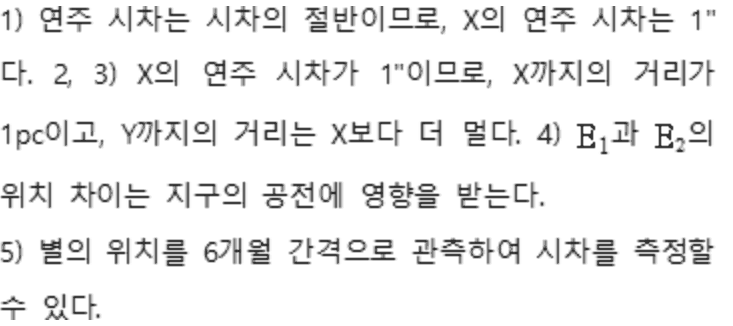 1) 연주 시차는 시차의 절반이므로, X의 연주 시차는 1"
다. 2, 3) X의 연주 시차가 1"이므로, X까지의 거리가
1pc이고, Y까지의 거리는 X보다 더 멀다. 4) E₁과 E₂의
위치 차이는 지구의 공전에 영향을 받는다.
5) 별의 위치를 6개월 간격으로 관측하여 시차를 측정할
수 있다.